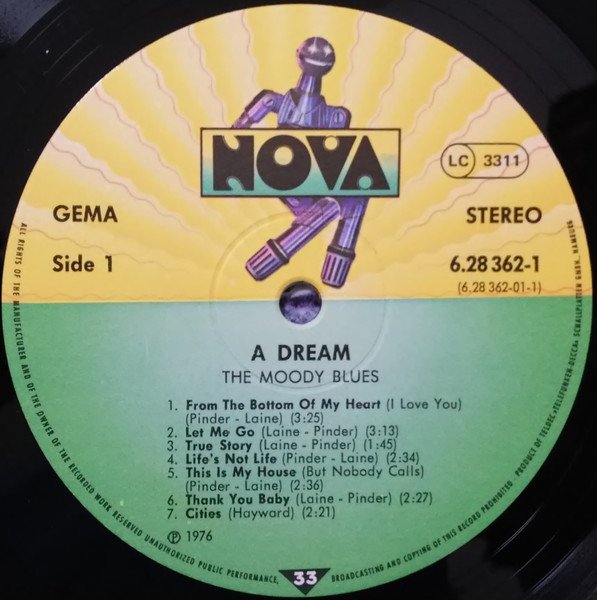 NOVA
LC 3311
GEMA
STEREO
Side 1
6.28 362-1
(6.28 362-01-1)
A DREAM
THE MOODY BLUES
1. From The Bottom Of My Heart (I Love You)
(Pinder - Laine) (3:25)
2. Let Me Go (Laine - Pinder) (3:13)
3. True Story (Laine - Pinder) (1:45)
4. Life's Not Life (Pinder - Laine) (2:34)
5. This Is My House (But Nobody Calls)
(Pinder - Laine) (2:36)
6. Thank You Baby (Laine - Pinder) (2:27)
7. Cities (Hayward) (2:21)
℗ 1976
33
ALL RIGHTS OF THE MANUFACTURER AND OF THE OWNER OF THE RECORDED WORK RESERVED UNAUTHORIZED PUBLIC PERFORMANCE, BROADCASTING AND COPYING OF THIS RECORD PROHIBITED. PRODUCT OF TELDEC »TELEFUNKEN-DECCA« SCHALLPLATTEN GMBH., HAMBURG